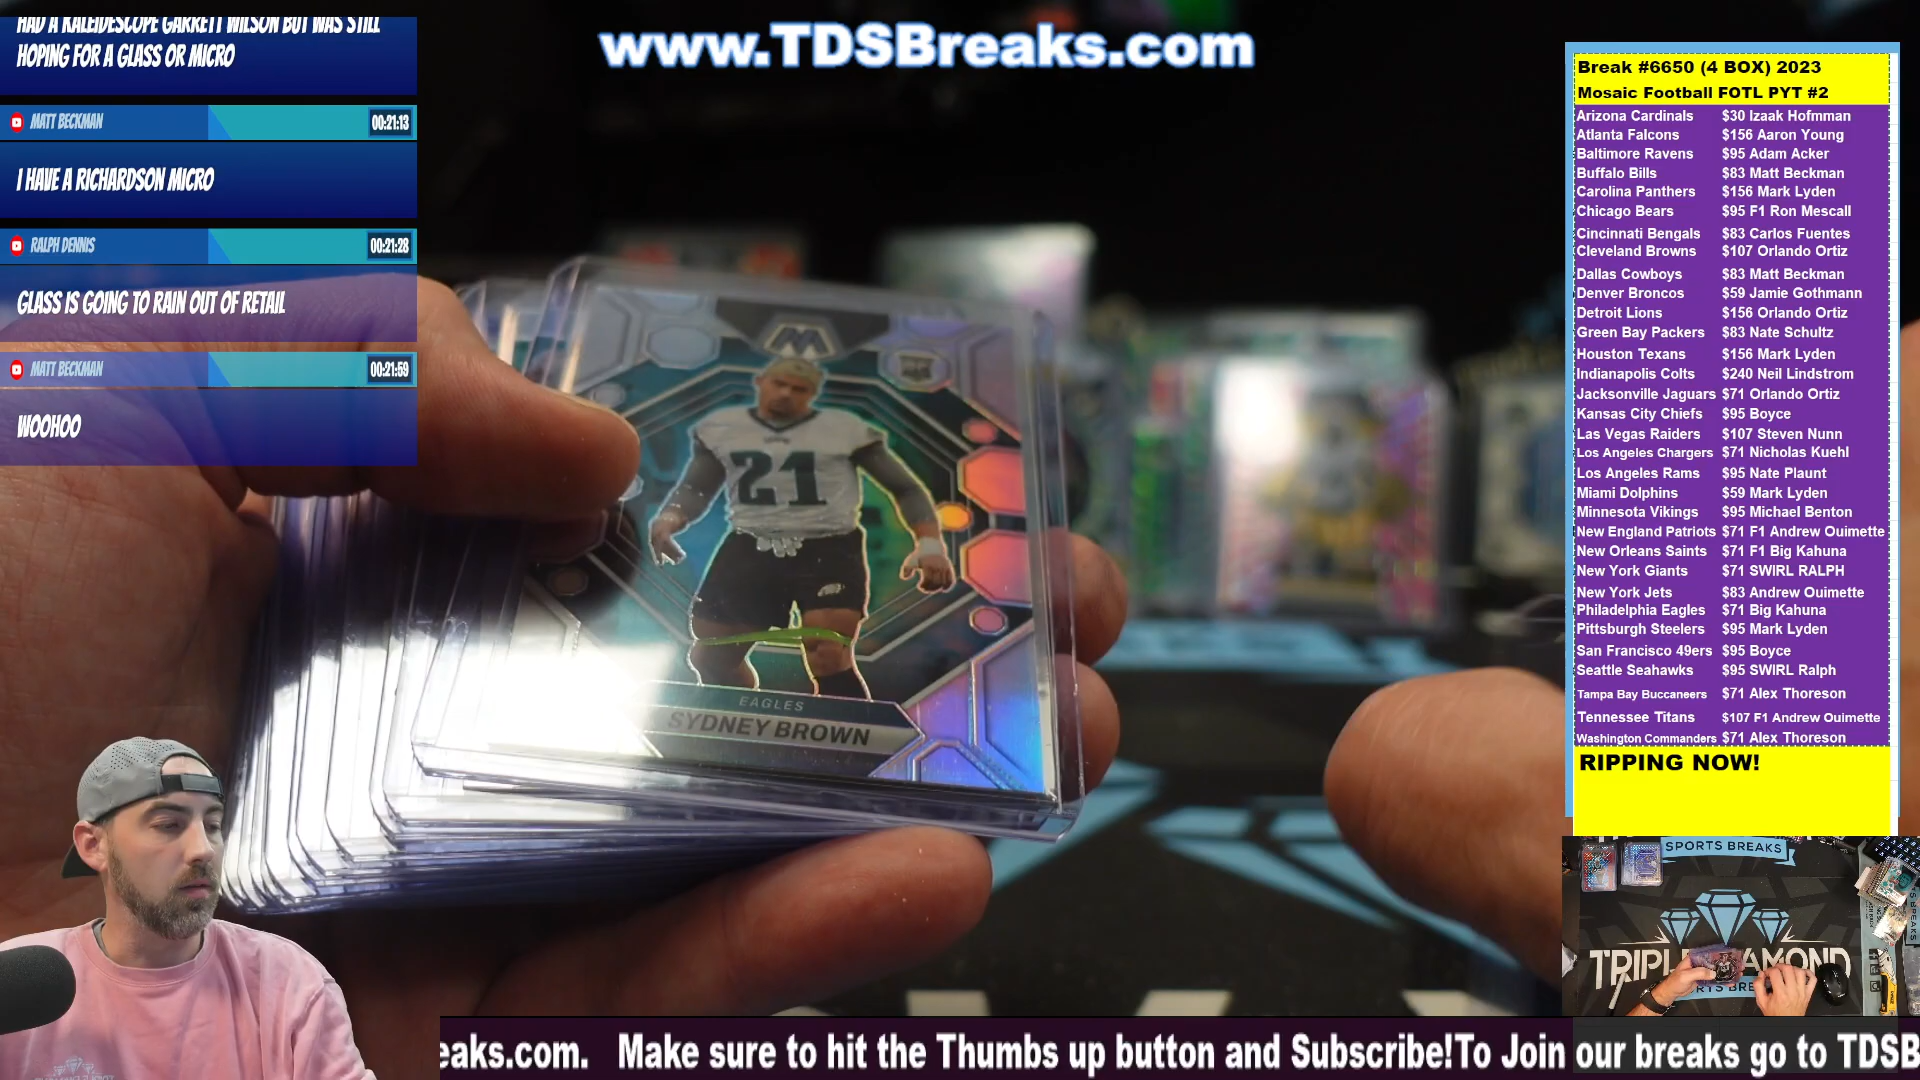 HAD A KALEIDESCOPE GARRETT WILSON BUT WAS STILL
HOPING FOR A GLASS OR MICRO
MATT BECKMAN 00:21:13
I HAVE A RICHARDSON MICRO
RALPH DENNIS 00:21:28
GLASS IS GOING TO RAIN OUT OF RETAIL
MATT BECKMAN 00:21:59
WOOHOO
www.TDSBreaks.com
21
EAGLES
SYDNEY BROWN
Break #6650 (4 BOX) 2023
Mosaic Football FOTL PYT #2
Arizona Cardinals $30 Izaak Hofmman
Atlanta Falcons $156 Aaron Young
Baltimore Ravens $95 Adam Acker
Buffalo Bills $83 Matt Beckman
Carolina Panthers $156 Mark Lyden
Chicago Bears $95 F1 Ron Mescall
Cincinnati Bengals $83 Carlos Fuentes
Cleveland Browns $107 Orlando Ortiz
Dallas Cowboys $83 Matt Beckman
Denver Broncos $59 Jamie Gothmann
Detroit Lions $156 Orlando Ortiz
Green Bay Packers $83 Nate Schultz
Houston Texans $156 Mark Lyden
Indianapolis Colts $240 Neil Lindstrom
Jacksonville Jaguars $71 Orlando Ortiz
Kansas City Chiefs $95 Boyce
Las Vegas Raiders $107 Steven Nunn
Los Angeles Chargers $71 Nicholas Kuehl
Los Angeles Rams $95 Nate Plaunt
Miami Dolphins $59 Mark Lyden
Minnesota Vikings $95 Michael Benton
New England Patriots $71 F1 Andrew Ouimette
New Orleans Saints $71 F1 Big Kahuna
New York Giants $71 SWIRL RALPH
New York Jets $83 Andrew Ouimette
Philadelphia Eagles $71 Big Kahuna
Pittsburgh Steelers $95 Mark Lyden
San Francisco 49ers $95 Boyce
Seattle Seahawks $95 SWIRL Ralph
Tampa Bay Buccaneers $71 Alex Thoreson
Tennessee Titans $107 F1 Andrew Ouimette
Washington Commanders $71 Alex Thoreson
RIPPING NOW!
SPORTS BREAKS
eaks.com. Make sure to hit the Thumbs up button and Subscribe!To Join our breaks go to TDSB